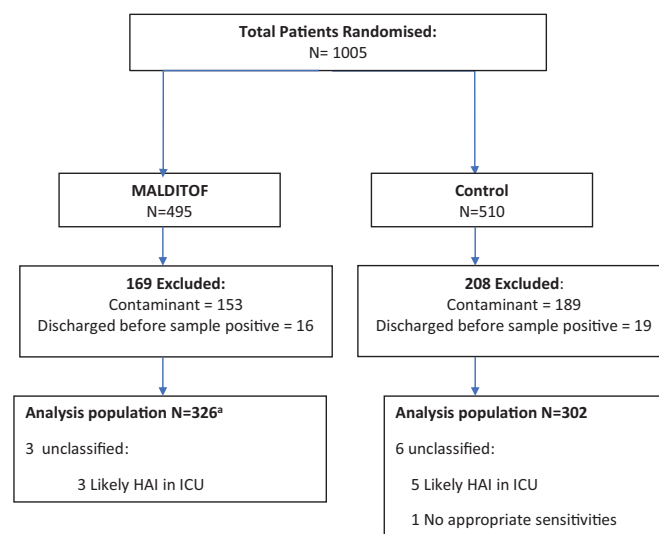 Total Patients Randomised:
N= 1005
MALDITOF
N=495
Control
N=510
169 Excluded:
Contaminant = 153
Discharged before sample positive = 16
208 Excluded:
Contaminant = 189
Discharged before sample positive = 19
Analysis population N=326ᵃ
3 unclassified:
3 Likely HAI in ICU
Analysis population N=302
6 unclassified:
5 Likely HAI in ICU
1 No appropriate sensitivities